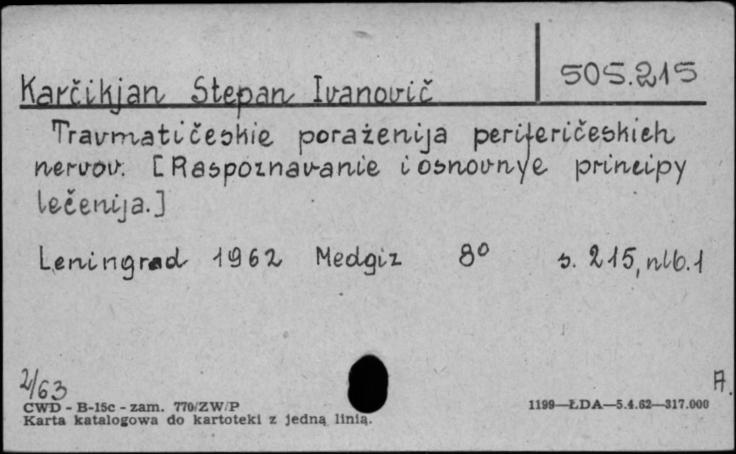 505.215
Karčikjan Stepan Ivanovič
Travmatičeskie poraženija periferičeskich
nervov. [Raspoznavanie i osnovnye principy
lečenija.]
Leningrad 1962 Medgiz 8° s. 215, nlb. 1
2/63
A.
CWD - B-15c - zam. 770/ZW/P
1199—ŁDA—5.4.62—317.000
Karta katalogowa do kartoteki z jedną linią.